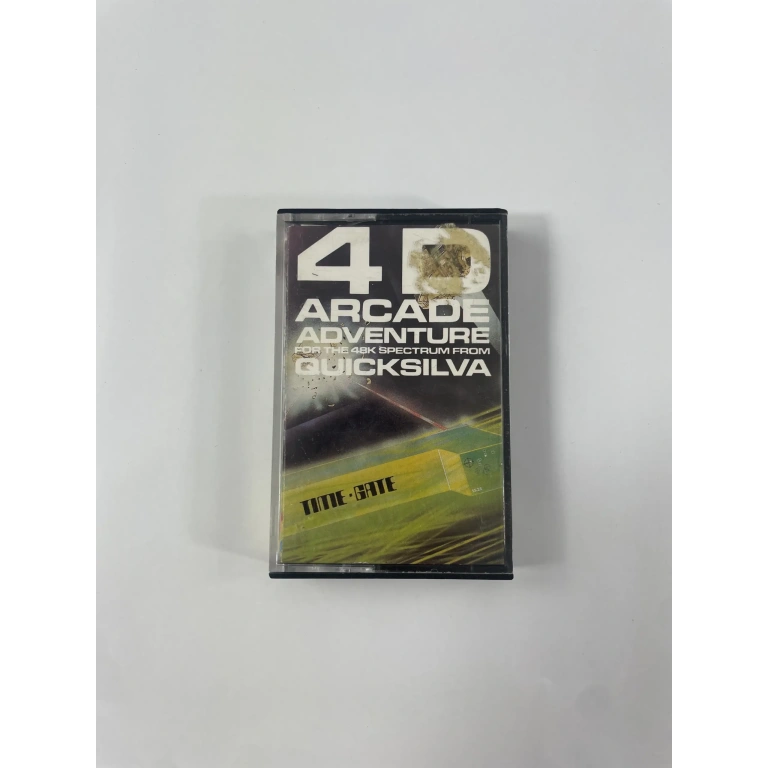 4D
ARCADE
ADVENTURE
FOR THE 48K SPECTRUM FROM
QUICKSILVA
TIME·GATE